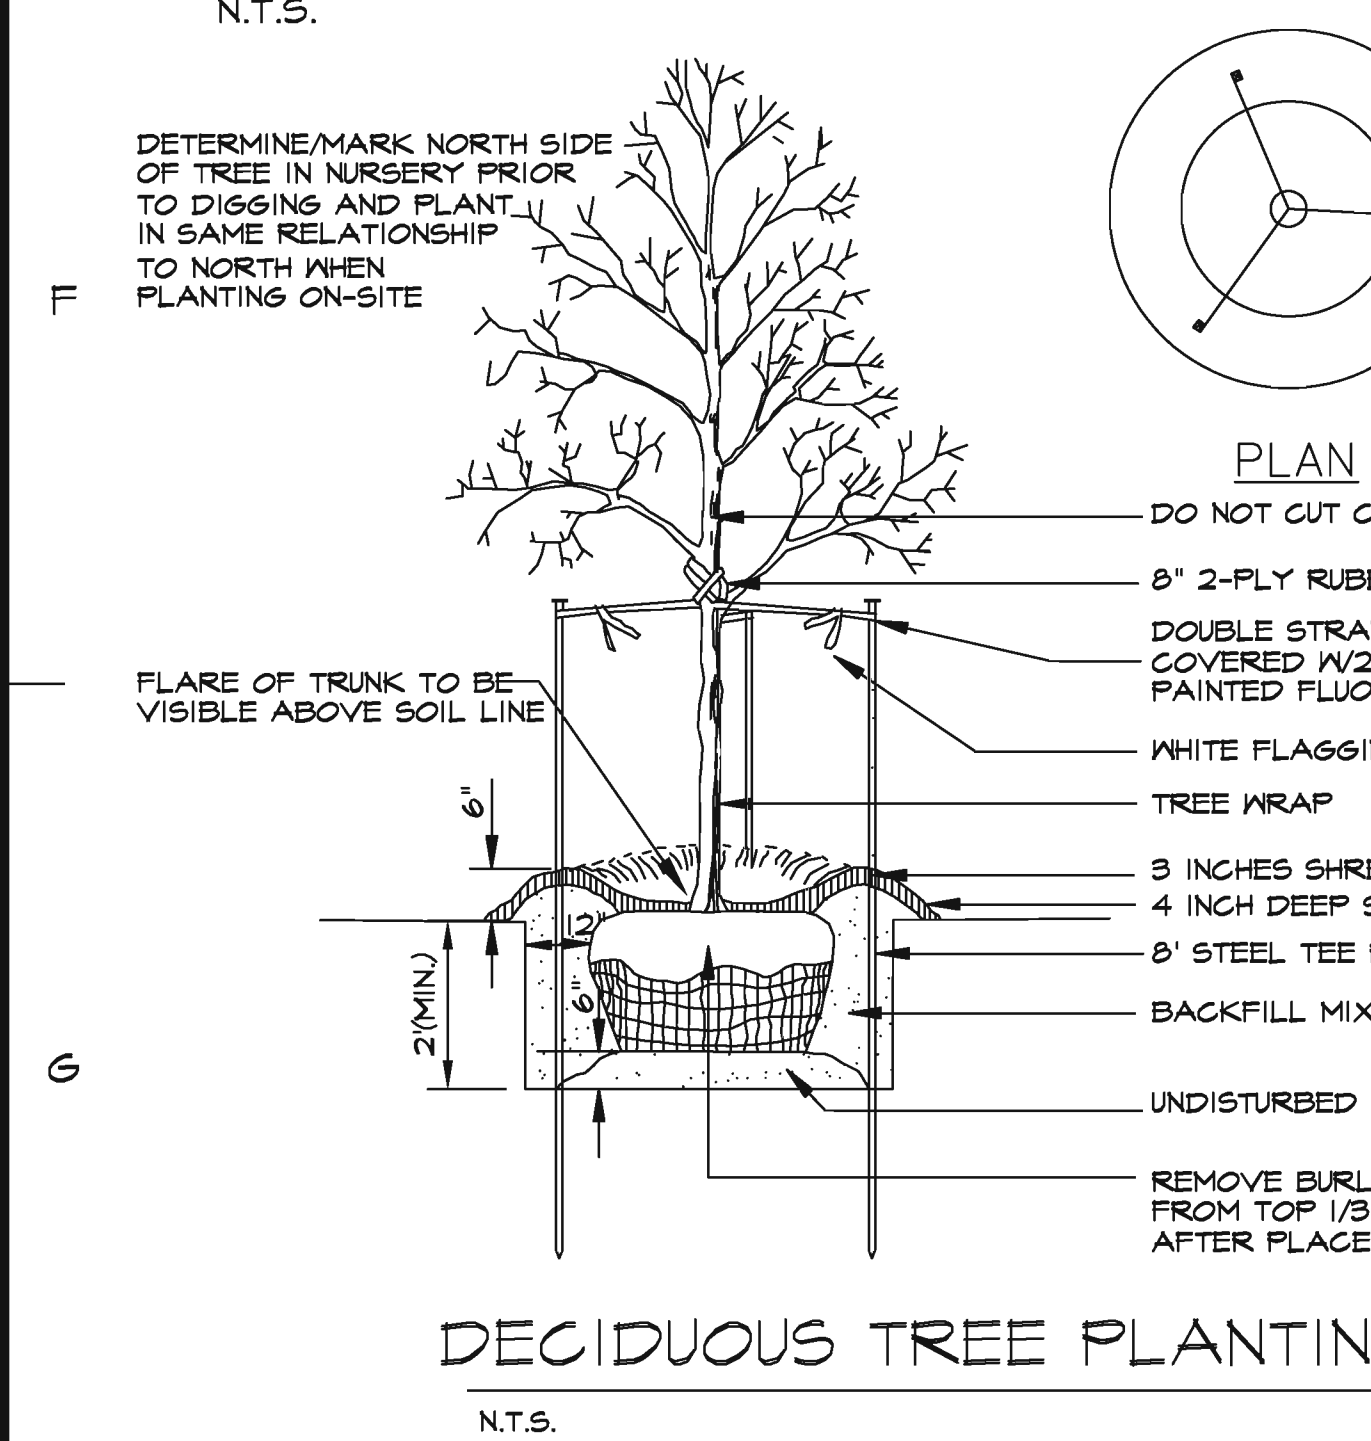 N.T.S.
DETERMINE/MARK NORTH SIDE
OF TREE IN NURSERY PRIOR
TO DIGGING AND PLANT
IN SAME RELATIONSHIP
TO NORTH WHEN
PLANTING ON-SITE
F
PLAN
DO NOT CUT
8" 2-PLY
DOUBLE
COVERED
PAINTED
WHITE
TREE WRAP
FLARE OF TRUNK TO BE
VISIBLE ABOVE SOIL LINE
6"
3 INCHES
4 INCH DEEP
12"
8' STEEL TEE
2'(MIN.)
6"
BACKFILL MIX
G
UNDISTURBED
REMOVE
FROM TOP 1/3
AFTER
DECIDUOUS TREE
N.T.S.